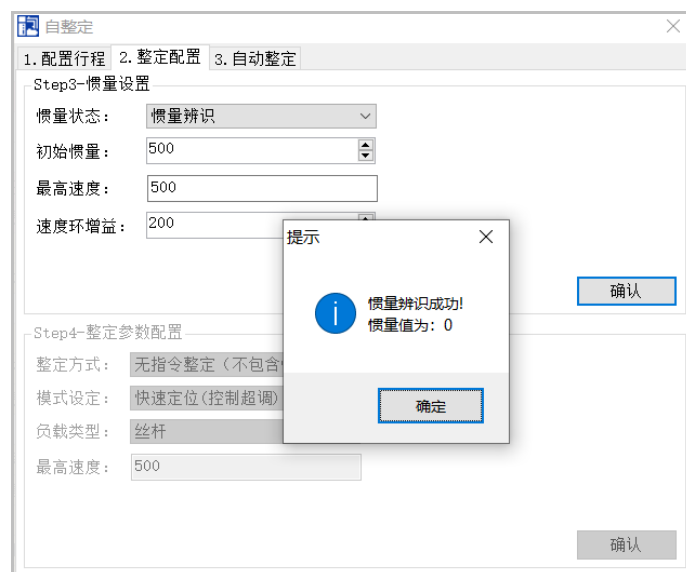 自整定
1.配置行程 2.整定配置 3.自动整定
Step3-惯量设置
惯量状态: 惯量辨识
初始惯量: 500
最高速度: 500
速度环增益: 200
提示
惯量辨识成功!
惯量值为: 0
确定
确认
Step4-整定参数配置
整定方式: 无指令整定（不包含
模式设定: 快速定位(控制超调)
负载类型: 丝杆
最高速度: 500
确认